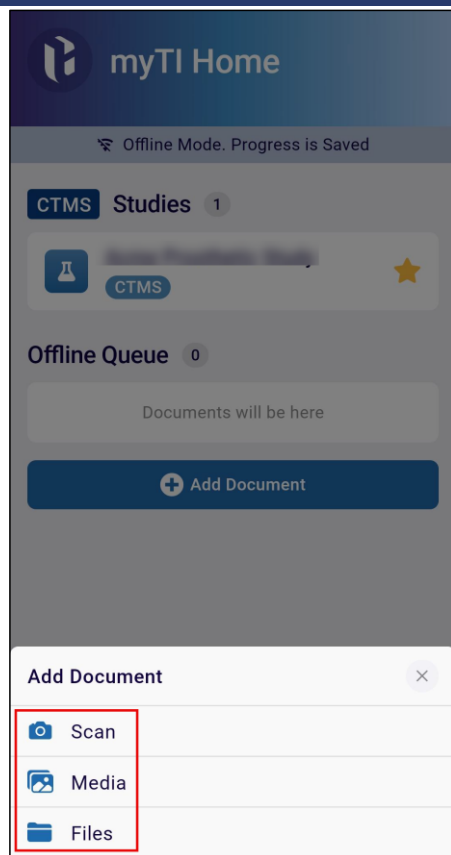 myTI Home
Offline Mode. Progress is Saved
CTMS Studies 1
CTMS
Offline Queue 0
Documents will be here
Add Document
Add Document
Scan
Media
Files